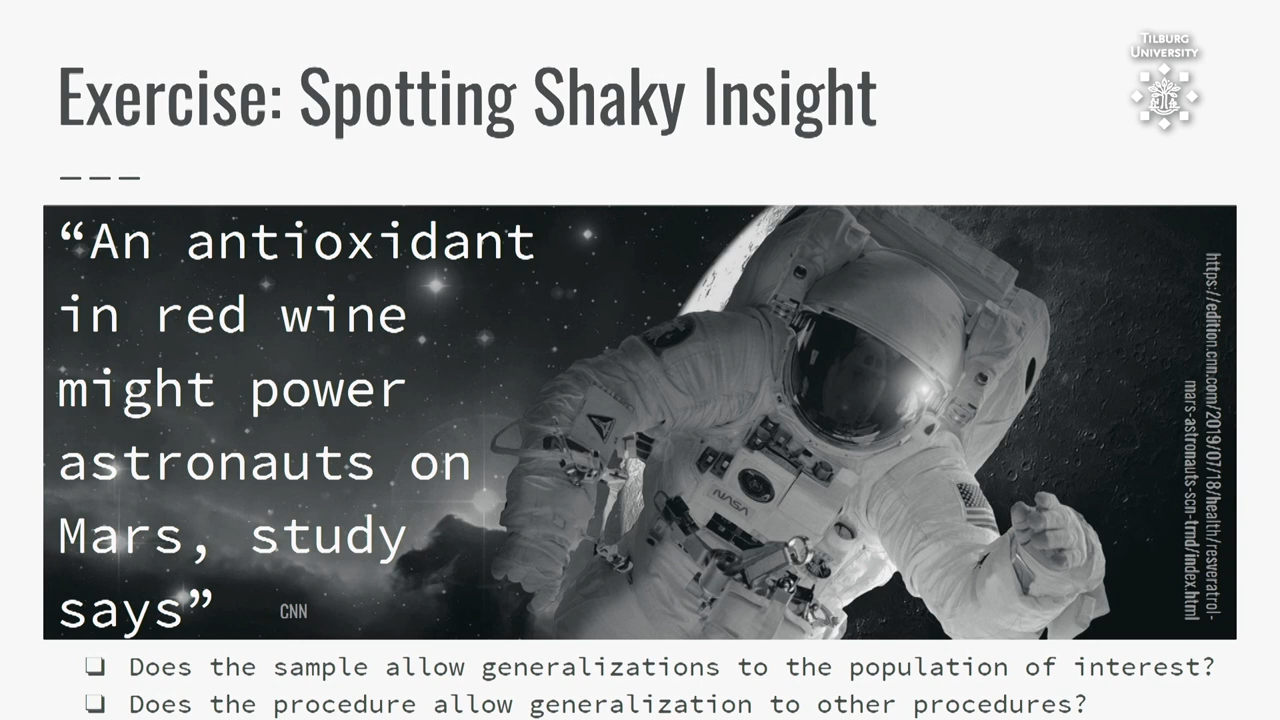 TILBURG
UNIVERSITY
Exercise: Spotting Shaky Insight
“An antioxidant
in red wine
might power
astronauts on
Mars, study
says”
CNN
https://edition.cnn.com/2019/07/18/health/resveratrol-
mars-astronauts-scn-trnd/index.html
NASA
❏ Does the sample allow generalizations to the population of interest?
❏ Does the procedure allow generalization to other procedures?